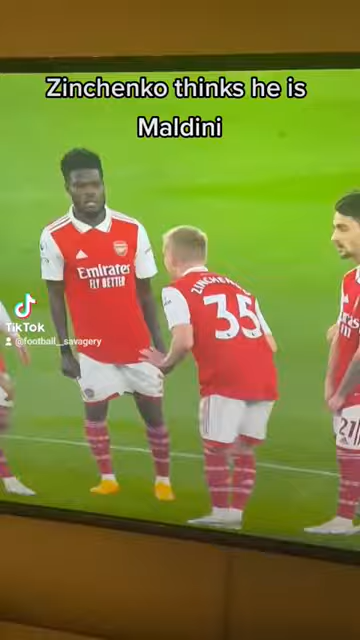 Zinchenko thinks he is
Maldini
Emirates
FLY BETTER
ZINCHENKO
35
TikTok
@football__savagery
21